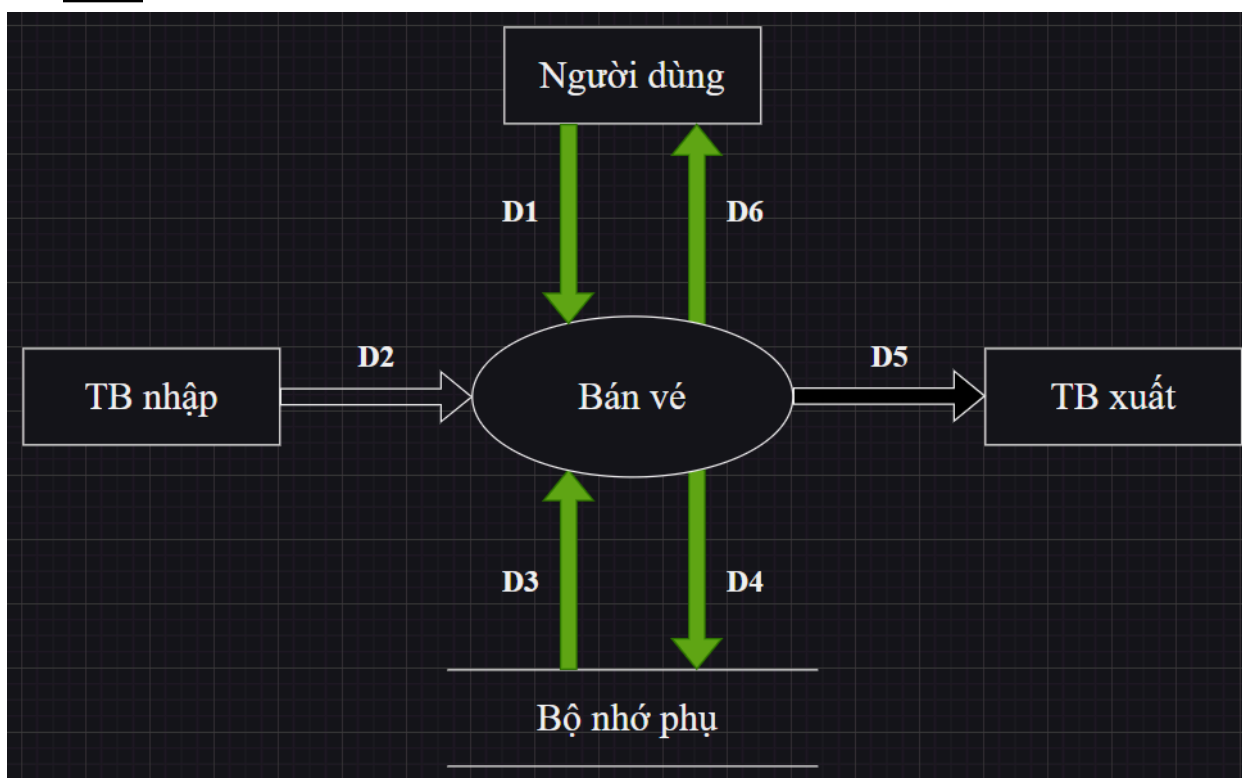 Người dùng
D1
D6
D2
D5
TB nhập
Bán vé
TB xuất
D3
D4
Bộ nhớ phụ